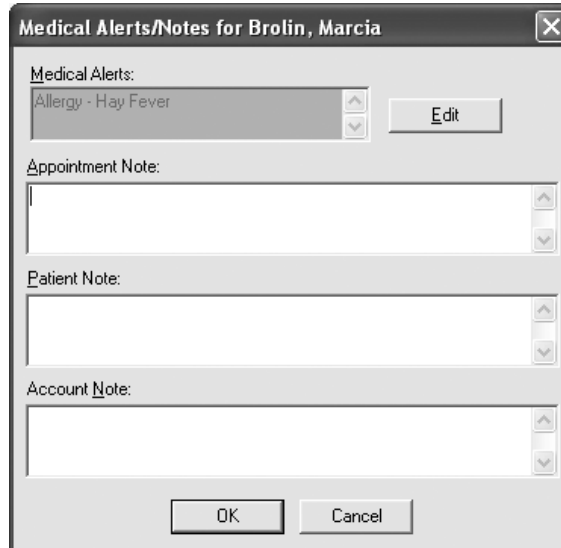 Medical Alerts/Notes for Brolin, Marcia
Medical Alerts:
Allergy - Hay Fever
Edit
Appointment Note:
Patient Note:
Account Note:
OK Cancel